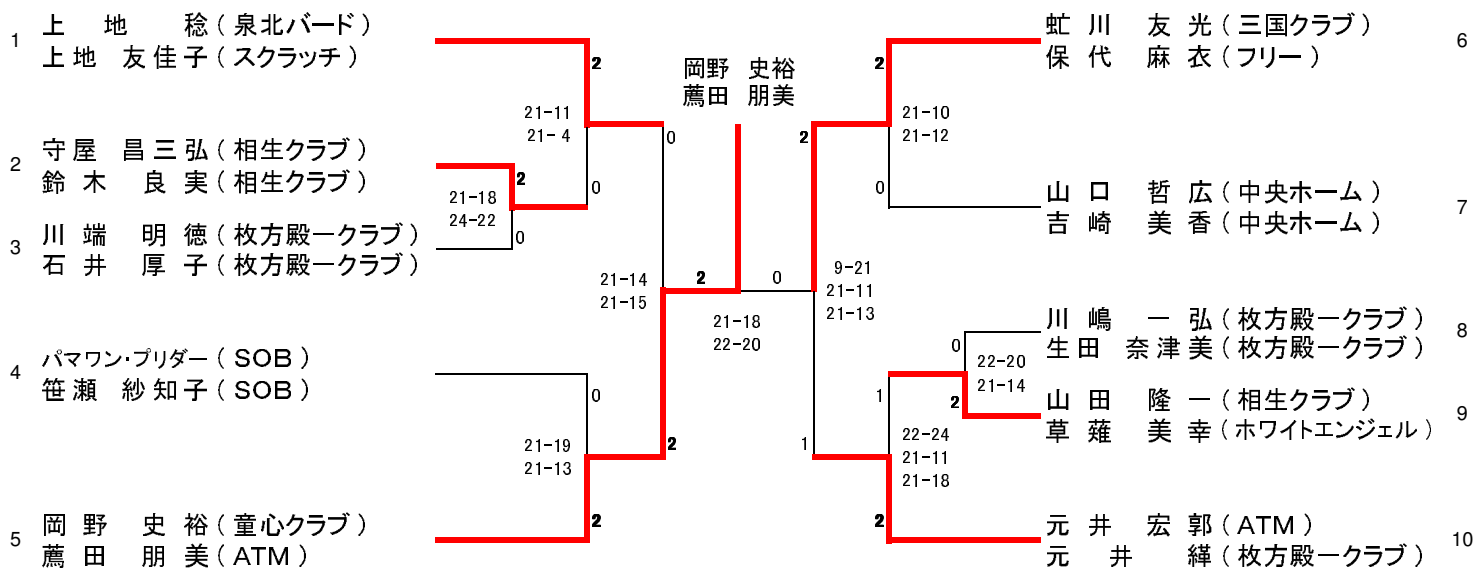 1
上 地 稔 ( 泉北バード )
上地 友佳子 ( スクラッチ )
2
守屋 昌三弘 ( 相生クラブ )
鈴木 良実 ( 相生クラブ )
3
川端 明徳 ( 枚方殿一クラブ )
石井 厚子 ( 枚方殿一クラブ )
4
パマワン・プリダー ( SOB )
笹瀬 紗知子 ( SOB )
5
岡野 史裕 ( 童心クラブ )
薦田 朋美 ( ATM )
2
21-11
21- 4
0
2
21-18
24-22
0
0
21-14
21-15
0
21-19
21-13
2
2
岡野 史裕
薦田 朋美
2
0
21-18
22-20
2
2
21-10
21-12
0
9-21
21-11
21-13
0
22-20
21-14
2
1
1
22-24
21-11
21-18
2
虻川 友光 ( 三国クラブ )
保代 麻衣 ( フリー )
6
山口 哲広 ( 中央ホーム )
吉崎 美香 ( 中央ホーム )
7
川嶋 一弘 ( 枚方殿一クラブ )
生田 奈津美 ( 枚方殿一クラブ )
8
山田 隆一 ( 相生クラブ )
草薙 美幸 ( ホワイトエンジェル )
9
元井 宏郭 ( ATM )
元井 緙 ( 枚方殿一クラブ )
10